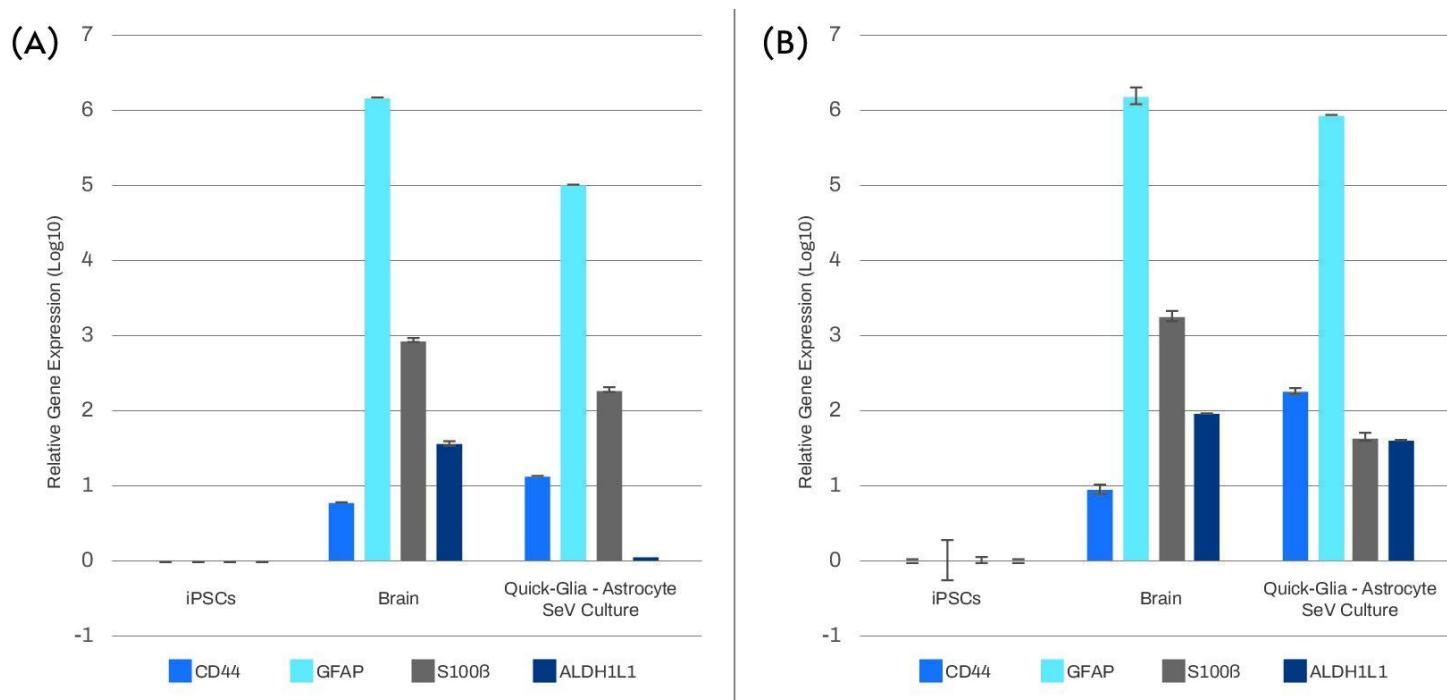 (A)
Relative Gene Expression (Log10)
7
6
5
4
3
2
1
0
-1
iPSCs
Brain
Quick-Glia - Astrocyte
SeV Culture
CD44
GFAP
S100ß
ALDH1L1
(B)
Relative Gene Expression (Log10)
7
6
5
4
3
2
1
0
-1
iPSCs
Brain
Quick-Glia - Astrocyte
SeV Culture
CD44
GFAP
S100ß
ALDH1L1